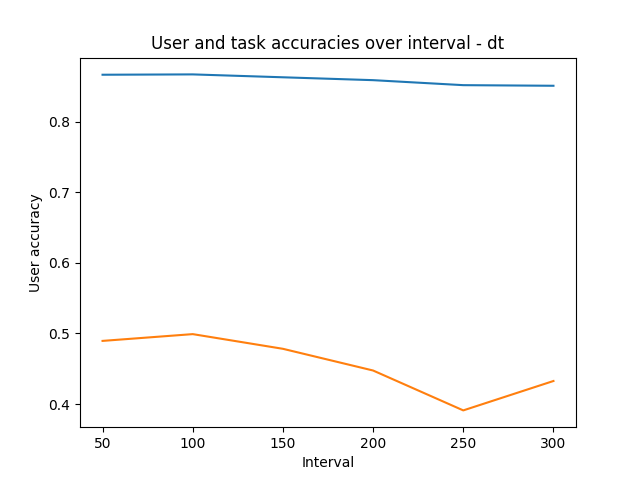 User and task accuracies over interval - dt
User accuracy
0.8
0.7
0.6
0.5
0.4
50 100 150 200 250 300
Interval